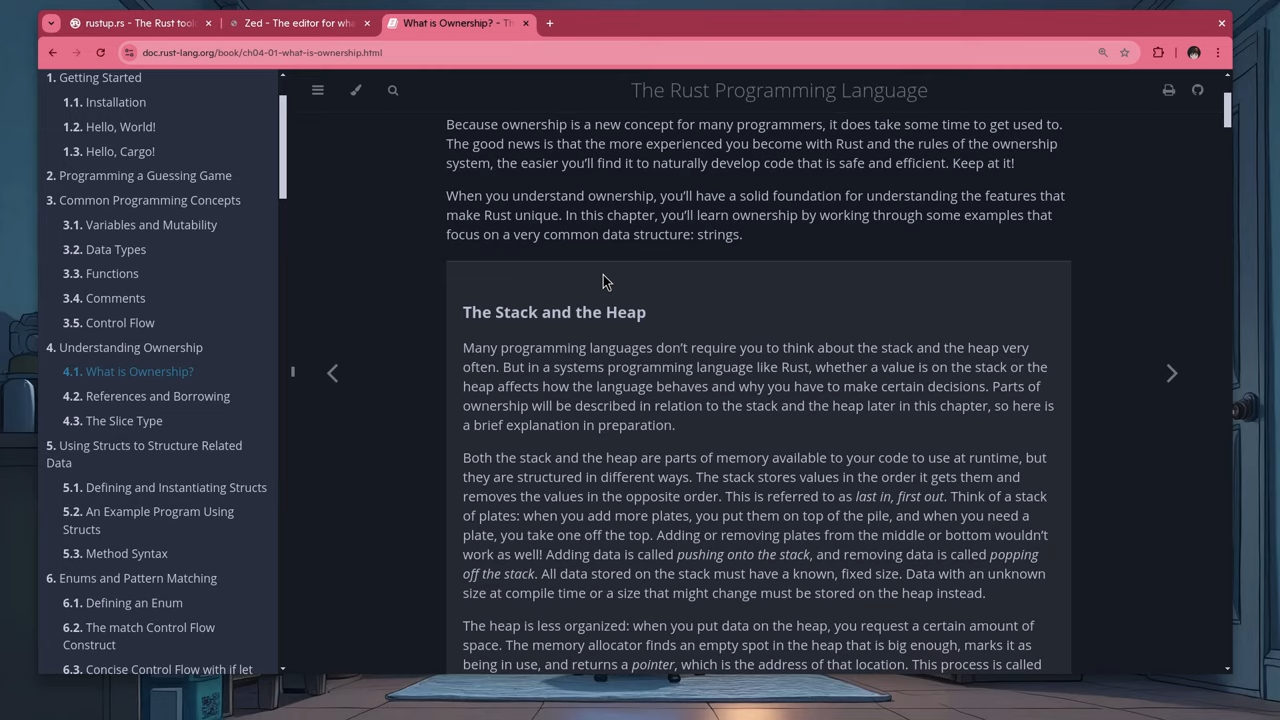 rustup.rs - The Rust tool
Zed - The editor for wha
What is Ownership? - Th
doc.rust-lang.org/book/ch04-01-what-is-ownership.html
1. Getting Started
1.1. Installation
1.2. Hello, World!
1.3. Hello, Cargo!
2. Programming a Guessing Game
3. Common Programming Concepts
3.1. Variables and Mutability
3.2. Data Types
3.3. Functions
3.4. Comments
3.5. Control Flow
4. Understanding Ownership
4.1. What is Ownership?
4.2. References and Borrowing
4.3. The Slice Type
5. Using Structs to Structure Related
Data
5.1. Defining and Instantiating Structs
5.2. An Example Program Using
Structs
5.3. Method Syntax
6. Enums and Pattern Matching
6.1. Defining an Enum
6.2. The match Control Flow
Construct
6.3. Concise Control Flow with if let
The Rust Programming Language
Because ownership is a new concept for many programmers, it does take some time to get used to.
The good news is that the more experienced you become with Rust and the rules of the ownership
system, the easier you’ll find it to naturally develop code that is safe and efficient. Keep at it!
When you understand ownership, you’ll have a solid foundation for understanding the features that
make Rust unique. In this chapter, you’ll learn ownership by working through some examples that
focus on a very common data structure: strings.
The Stack and the Heap
Many programming languages don’t require you to think about the stack and the heap very
often. But in a systems programming language like Rust, whether a value is on the stack or the
heap affects how the language behaves and why you have to make certain decisions. Parts of
ownership will be described in relation to the stack and the heap later in this chapter, so here is
a brief explanation in preparation.
Both the stack and the heap are parts of memory available to your code to use at runtime, but
they are structured in different ways. The stack stores values in the order it gets them and
removes the values in the opposite order. This is referred to as last in, first out. Think of a stack
of plates: when you add more plates, you put them on top of the pile, and when you need a
plate, you take one off the top. Adding or removing plates from the middle or bottom wouldn’t
work as well! Adding data is called pushing onto the stack, and removing data is called popping
off the stack. All data stored on the stack must have a known, fixed size. Data with an unknown
size at compile time or a size that might change must be stored on the heap instead.
The heap is less organized: when you put data on the heap, you request a certain amount of
space. The memory allocator finds an empty spot in the heap that is big enough, marks it as
being in use, and returns a pointer, which is the address of that location. This process is called